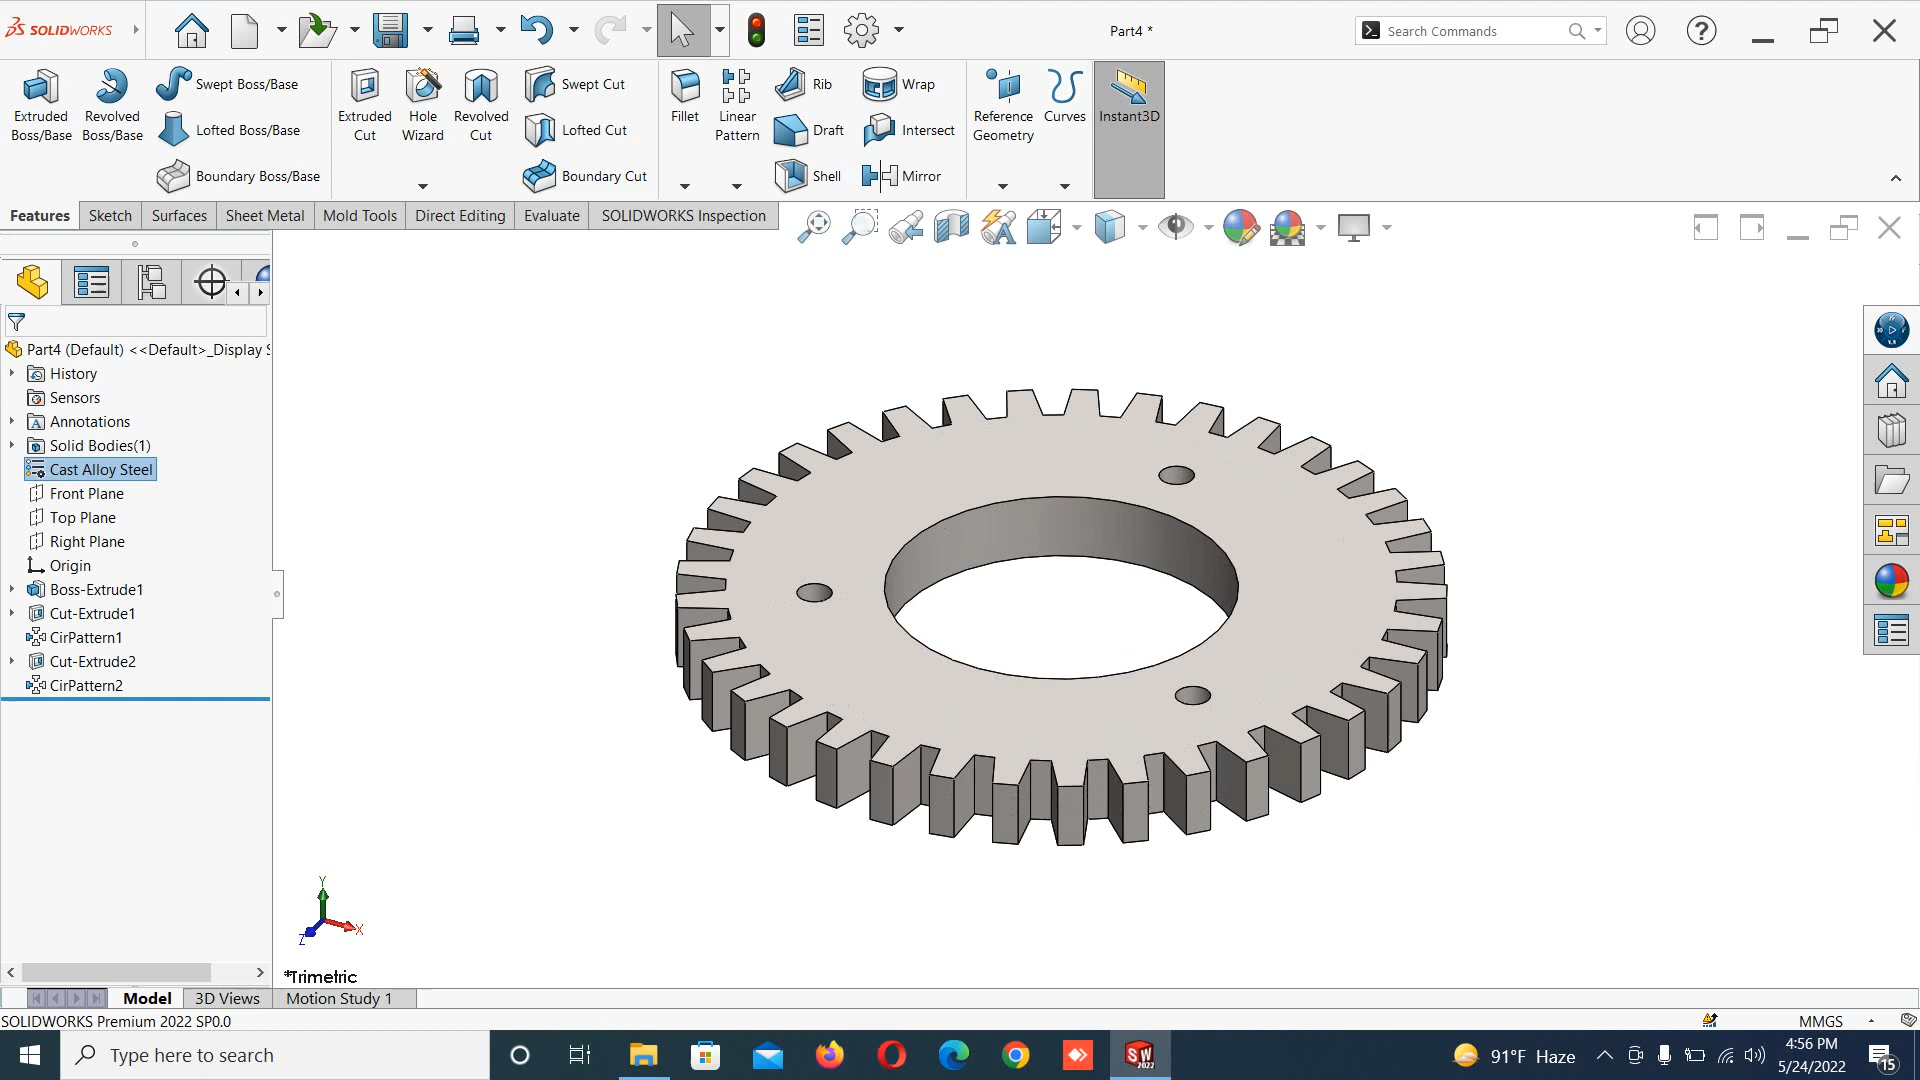 SOLIDWORKS
Part4 *
Search Commands
Extruded Boss/Base
Revolved Boss/Base
Swept Boss/Base
Lofted Boss/Base
Boundary Boss/Base
Extruded Cut
Hole Wizard
Revolved Cut
Swept Cut
Lofted Cut
Boundary Cut
Fillet
Linear Pattern
Rib
Draft
Shell
Wrap
Intersect
Mirror
Reference Geometry
Curves
Instant3D
Features
Sketch
Surfaces
Sheet Metal
Mold Tools
Direct Editing
Evaluate
SOLIDWORKS Inspection
Part4 (Default) <<Default>_Display S
History
Sensors
Annotations
Solid Bodies(1)
Cast Alloy Steel
Front Plane
Top Plane
Right Plane
Origin
Boss-Extrude1
Cut-Extrude1
CirPattern1
Cut-Extrude2
CirPattern2
Y
X
Z
*Trimetric
Model
3D Views
Motion Study 1
SOLIDWORKS Premium 2022 SP0.0
MMGS
Type here to search
SW
2022
91°F Haze
4:56 PM
5/24/2022
15